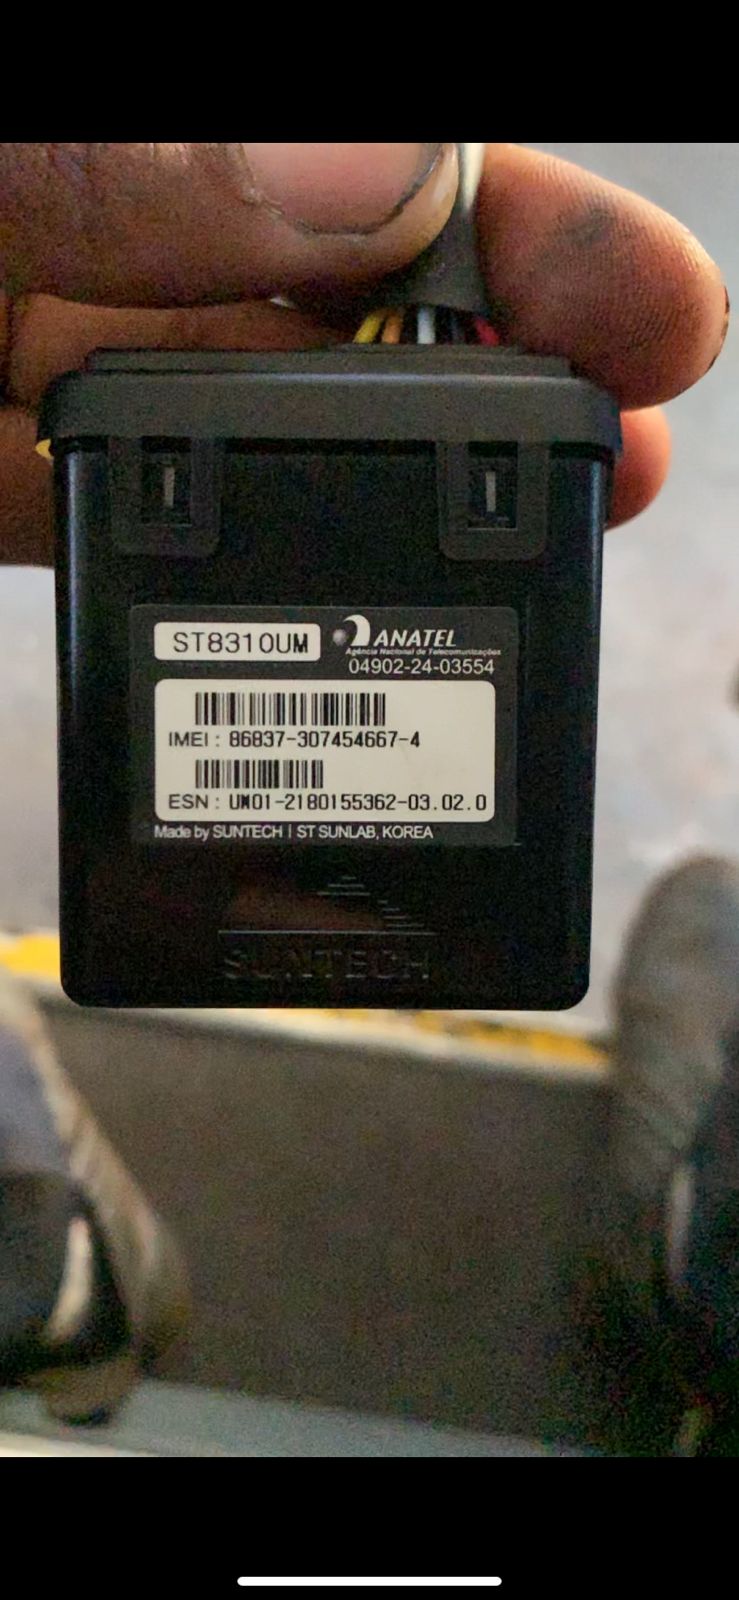 ST8310UM
ANATEL
Agência Nacional de Telecomunicações
04902-24-03554
IMEI : 86837-307454667-4
ESN : UM01-2180155362-03.02.0
Made by SUNTECH | ST SUNLAB, KOREA
SUNTECH